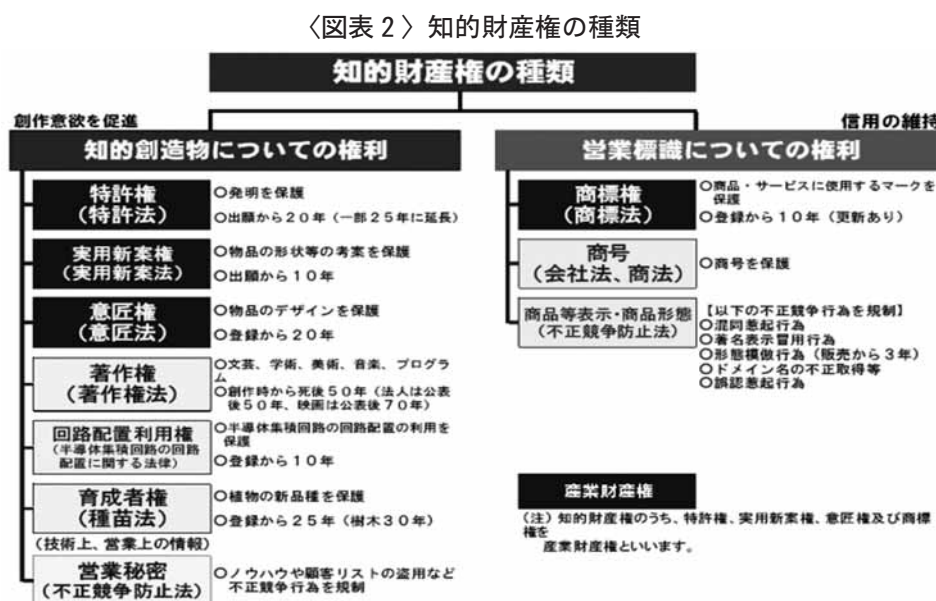 〈図表2〉知的財産権の種類
知的財産権の種類
創作意欲を促進
知的創造物についての権利
特許権
(特許法)
○発明を保護
○出願から20年（一部25年に延長）
実用新案権
(実用新案法)
○物品の形状等の考案を保護
○出願から10年
意匠権
(意匠法)
○物品のデザインを保護
○登録から20年
著作権
(著作権法)
○文芸、学術、美術、音楽、プログラ
ム
○創作時から死後50年（法人は公表
後50年、映画は公表後70年）
回路配置利用権
(半導体集積回路の回路
配置に関する法律)
○半導体集積回路の回路配置の利用を
保護
○登録から10年
育成者権
(種苗法)
○植物の新品種を保護
○登録から25年（樹木30年）
(技術上、営業上の情報)
営業秘密
(不正競争防止法)
○ノウハウや顧客リストの盗用など
不正競争行為を規制
信用の維持
営業標識についての権利
商標権
(商標法)
○商品・サービスに使用するマークを
保護
○登録から10年（更新あり）
商号
(会社法、商法)
○商号を保護
商品等表示・商品形態
(不正競争防止法)
【以下の不正競争行為を規制】
○混同惹起行為
○著名表示冒用行為
○形態模倣行為（販売から3年）
○ドメイン名の不正取得等
○誤認惹起行為
産業財産権
(注) 知的財産権のうち、特許権、実用新案権、意匠権及び商標
権を
産業財産権といいます。